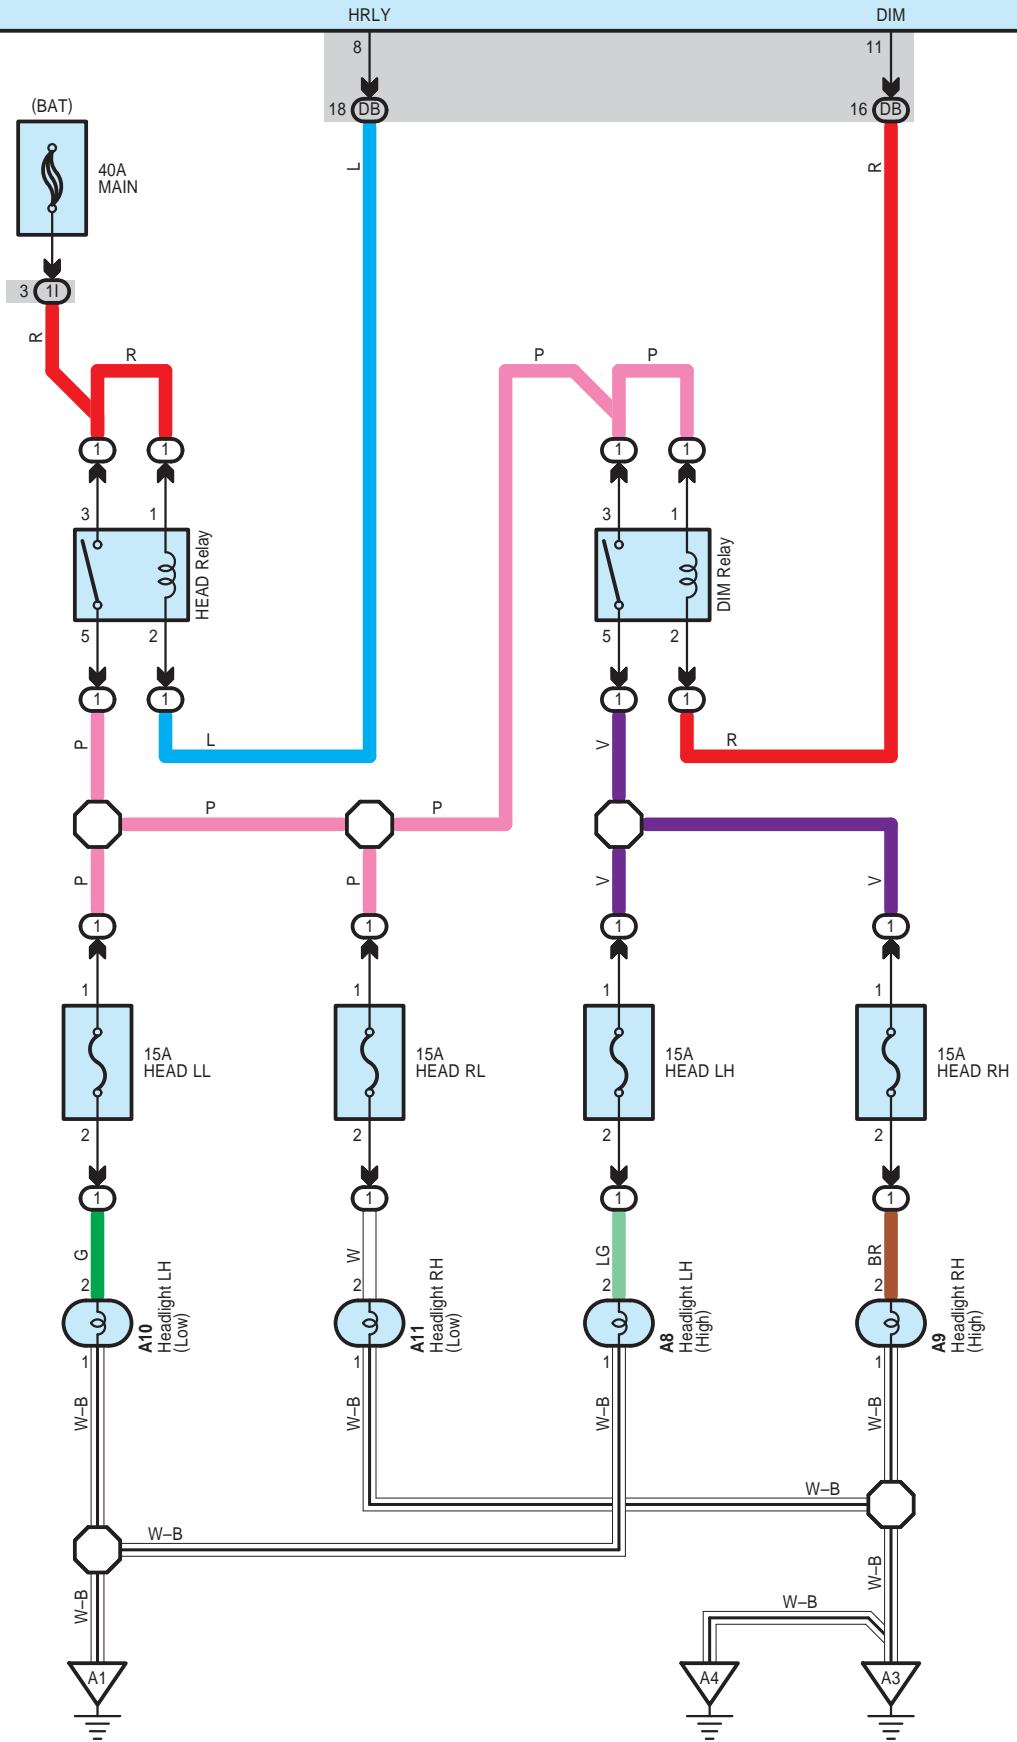 HRLY DIM
8 11
(BAT)
18 DB 16 DB
40A
MAIN
L R
3 1I
R
R P P
1 1 1 1
3 1 3 1
HEAD Relay DIM Relay
5 2 5 2
1 1 1 1
P L V R
P P
P P V V
1 1 1 1
1 1 1 1
15A 15A 15A 15A
HEAD LL HEAD RL HEAD LH HEAD RH
2 2 2 2
1 1 1 1
G W LG BR
2 2 2 2
A10
Headlight LH
(Low)
A11
Headlight RH
(Low)
A8
Headlight LH
(High)
A9
Headlight RH
(High)
1 1 1 1
W–B W–B W–B W–B
W–B
W–B
W–B W–B
W–B
A1 A4 A3